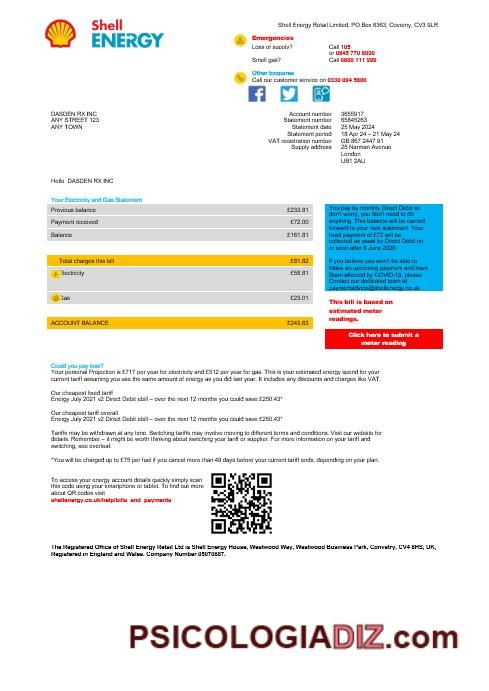 Shell
ENERGY
Shell Energy Retail Limited, PO Box 6363, Coverny, CV3 9LR
Emergencies
Loss of supply? Call 105
or 0845 770 8090
Smell gas? Call 0800 111 999
Other Enquires
Call our customer service on 0330 094 5800
DASDEN RX INC
ANY STREET 123
ANY TOWN
Account number 3655917
Statement number 65845263
Statement date 25 May 2024
Statement period 18 Apr 24 – 21 May 24
VAT registration number GB 867 2447 91
Supply address 25 Narman Avenue
London
UB1 2AU
Hello DASDEN RX INC
Your Electricity and Gas Statement
Previous balance £233.81
Payment received £72.00
Balance £161.81
Total charges this bill £81.82
Electricity £58.81
Gas £23.01
ACCOUNT BALANCE £243.63
You pay by monthly Direct Debit so
don't worry, you don't need to do
anything. This balance will be carried
forward to your next statement. Your
fixed payment of £72 will be
collected as usual by Direct Debit on
or soon after 8 June 2020.
If you believe you won't be able to
Make an upcoming payment and have
Been affected by COVID-19, please
Contact our dedicated team at
paymentadvice@shellenergy.co.uk
This bill is based on
estimated meter
readings.
Click here to submit a
meter reading
Could you pay less?
Your personal Projection is £717 per year for electricity and £512 per year for gas. This is your estimated energy spend for your
current tariff assuming you use the same amount of energy as you did last year. It includes any discounts and charges like VAT.
Our cheapest fixed tariff
Energy July 2021 v2 Direct Debit ebill – over the next 12 months you could save £250.43*
Our cheapest tariff overall
Energy July 2021 v2 Direct Debit ebill – over the next 12 months you could save £250.43*
Tariffs may be withdrawn at any time. Switching tariffs may involve moving to different terms and conditions. Visit our website for
details. Remember – it might be worth thinking about switching your tariff or supplier. For more information on your tariff and
switching, see overleaf.
*You will be charged up to £75 per fuel if you cancel more than 49 days before your current tariff ends, depending on your plan.
To access your energy account details quickly simply scan
this code using your smartphone or tablet. To find out more
about QR codes visit
shellenergy.co.uk/help/bills_and_payments
The Registered Office of Shell Energy Retail Ltd is Shell Energy House, Westwood Way, Westwood Business Park, Convetry, CV4 8HS, UK,
Registered in England and Wales. Company Number 05070887.
PSICOLOGIADIZ.com